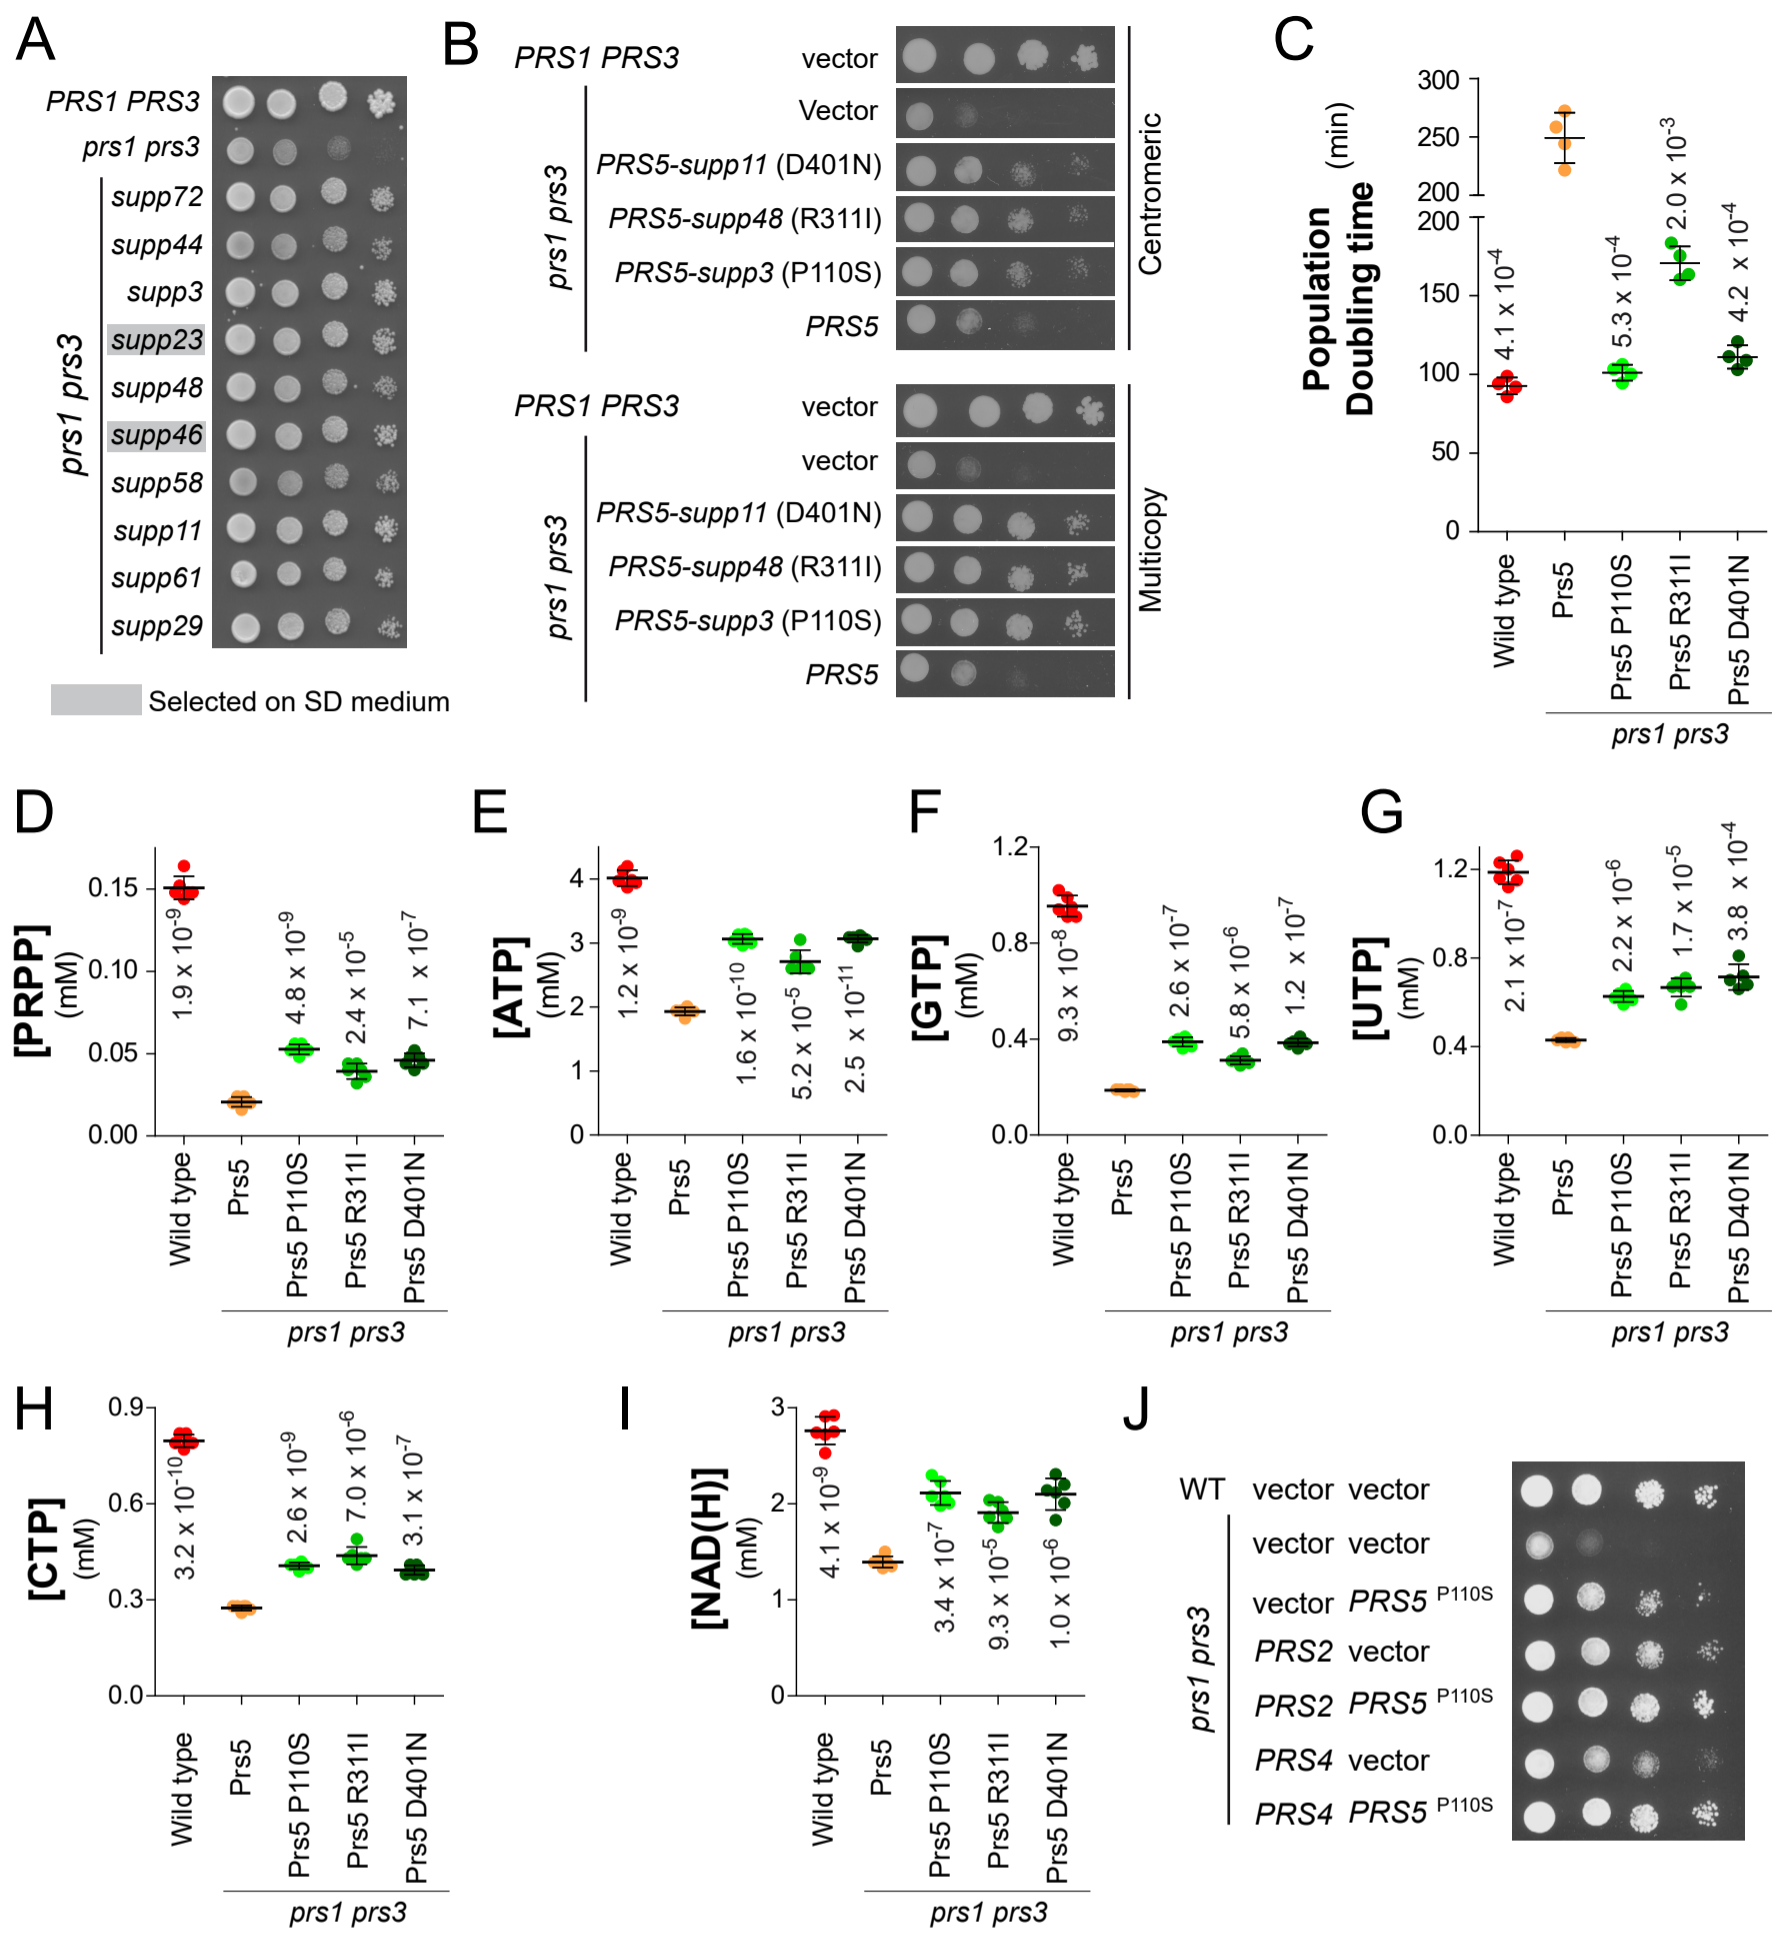 A
PRS1 PRS3
prs1 prs3
prs1 prs3
supp72
supp44
supp3
supp23
supp48
supp46
supp58
supp11
supp61
supp29
Selected on SD medium
B
PRS1 PRS3 vector
prs1 prs3
Vector
PRS5-supp11 (D401N)
PRS5-supp48 (R311I)
PRS5-supp3 (P110S)
PRS5
Centromeric
PRS1 PRS3 vector
prs1 prs3
vector
PRS5-supp11 (D401N)
PRS5-supp48 (R311I)
PRS5-supp3 (P110S)
PRS5
Multicopy
C
Population
Doubling time
(min)
300
250
200
200
150
100
50
0
4.1 x 10-4
5.3 x 10-4
2.0 x 10-3
4.2 x 10-4
Wild type
Prs5
Prs5 P110S
Prs5 R311I
Prs5 D401N
prs1 prs3
D
[PRPP]
(mM)
0.15
0.10
0.05
0.00
1.9 x 10-9
4.8 x 10-9
2.4 x 10-5
7.1 x 10-7
Wild type
Prs5
Prs5 P110S
Prs5 R311I
Prs5 D401N
prs1 prs3
E
[ATP]
(mM)
4
3
2
1
0
1.2 x 10-9
1.6 x 10-10
5.2 x 10-5
2.5 x 10-11
Wild type
Prs5
Prs5 P110S
Prs5 R311I
Prs5 D401N
prs1 prs3
F
[GTP]
(mM)
1.2
0.8
0.4
0.0
9.3 x 10-8
2.6 x 10-7
5.8 x 10-6
1.2 x 10-7
Wild type
Prs5
Prs5 P110S
Prs5 R311I
Prs5 D401N
prs1 prs3
G
[UTP]
(mM)
1.2
0.8
0.4
0.0
2.1 x 10-7
2.2 x 10-6
1.7 x 10-5
3.8 x 10-4
Wild type
Prs5
Prs5 P110S
Prs5 R311I
Prs5 D401N
prs1 prs3
H
[CTP]
(mM)
0.9
0.6
0.3
0.0
3.2 x 10-10
2.6 x 10-9
7.0 x 10-6
3.1 x 10-7
Wild type
Prs5
Prs5 P110S
Prs5 R311I
Prs5 D401N
prs1 prs3
I
[NAD(H)]
(mM)
3
2
1
0
4.1 x 10-9
3.4 x 10-7
9.3 x 10-5
1.0 x 10-6
Wild type
Prs5
Prs5 P110S
Prs5 R311I
Prs5 D401N
prs1 prs3
J
WT vector vector
prs1 prs3
vector vector
vector PRS5 P110S
PRS2 vector
PRS2 PRS5 P110S
PRS4 vector
PRS4 PRS5 P110S